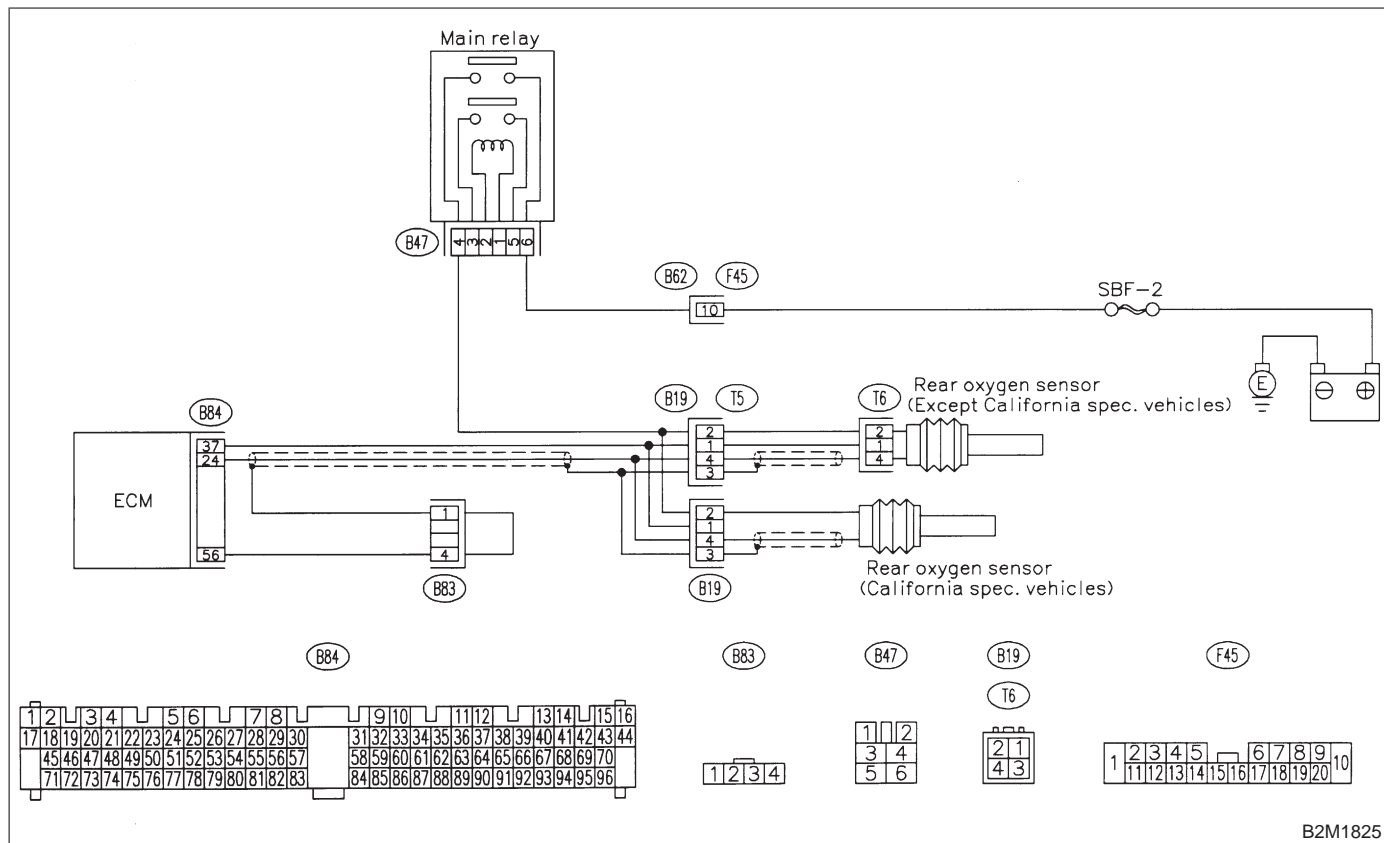 Main relay
B47
4 3 2 1 5 6
B62 F45
10
SBF-2
E
⊖ ⊕
B84
37
24
56
ECM
B19 T5
2
1
4
3
T6
2
1
4
Rear oxygen sensor
(Except California spec. vehicles)
1
4
B83
2
1
4
3
B19
Rear oxygen sensor
(California spec. vehicles)
B84
1 2 3 4 5 6 7 8 9 10 11 12 13 14 15 16
17 18 19 20 21 22 23 24 25 26 27 28 29 30 31 32 33 34 35 36 37 38 39 40 41 42 43 44
45 46 47 48 49 50 51 52 53 54 55 56 57 58 59 60 61 62 63 64 65 66 67 68 69 70
71 72 73 74 75 76 77 78 79 80 81 82 83 84 85 86 87 88 89 90 91 92 93 94 95 96
B83
1 2 3 4
B47
1 2
3 4
5 6
B19
T6
2 1
4 3
F45
1 2 3 4 5 6 7 8 9 10
11 12 13 14 15 16 17 18 19 20
B2M1825